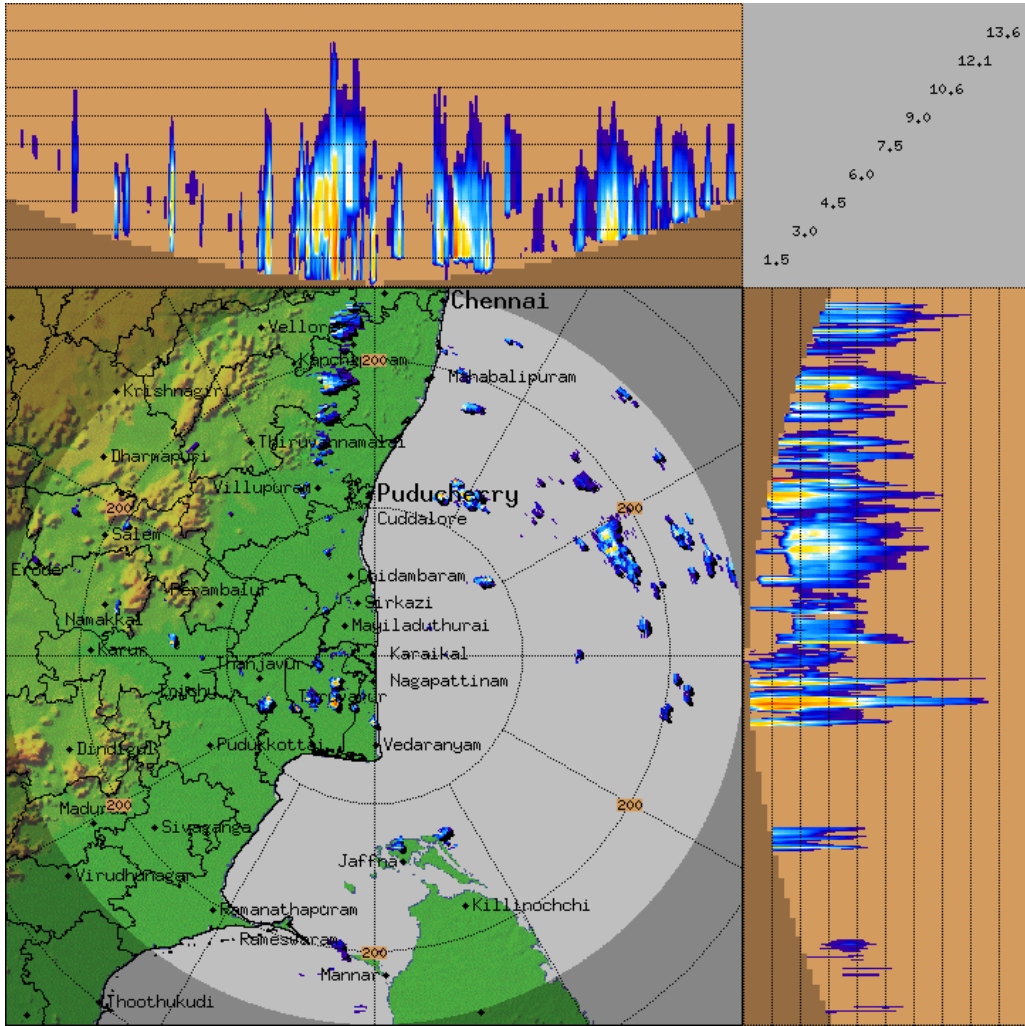 13.6
12.1
10.6
9.0
7.5
6.0
4.5
3.0
1.5
Chennai
Vellore
200
Mahabalipuram
Krishnagiri
Thiruvannamalai
Dharmapuri
Villupuram
Puducherry
200
200
Cuddalore
Salem
Erode
Chidambaram
Perambalur
Sirkazi
Namakkal
Mayiladuthurai
Karur
Karaikal
Thanjavur
Nagapattinam
Dindigul
Pudukkottai
Vedaranyam
200
200
Sivaganga
Jaffna
Virudhunagar
Ramanathapuram
Killinochchi
Rameswaram
200
Mannar
Thoothukudi